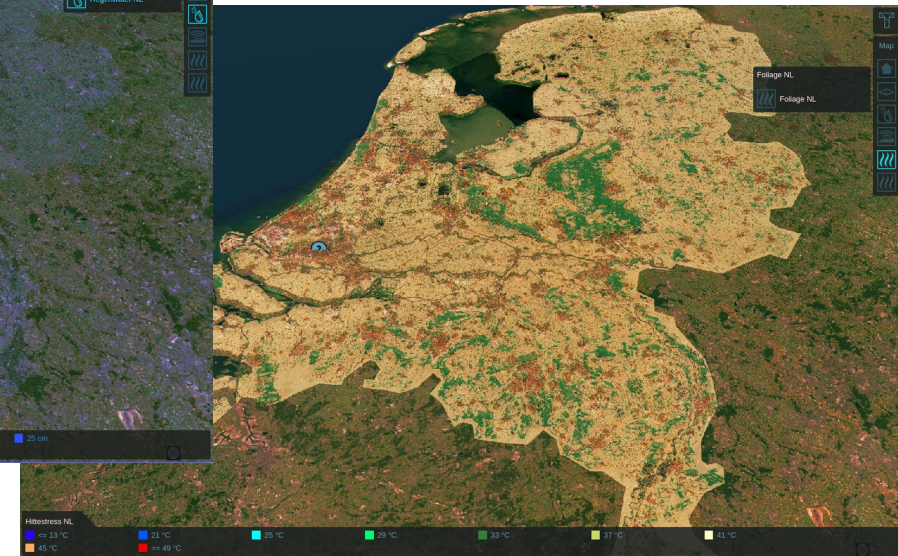 Regenwater NL
Map
Foliage NL
Foliage NL
?
25 cm
Hittestress NL
<= 13 °C
21 °C
25 °C
29 °C
33 °C
37 °C
41 °C
45 °C
>= 49 °C